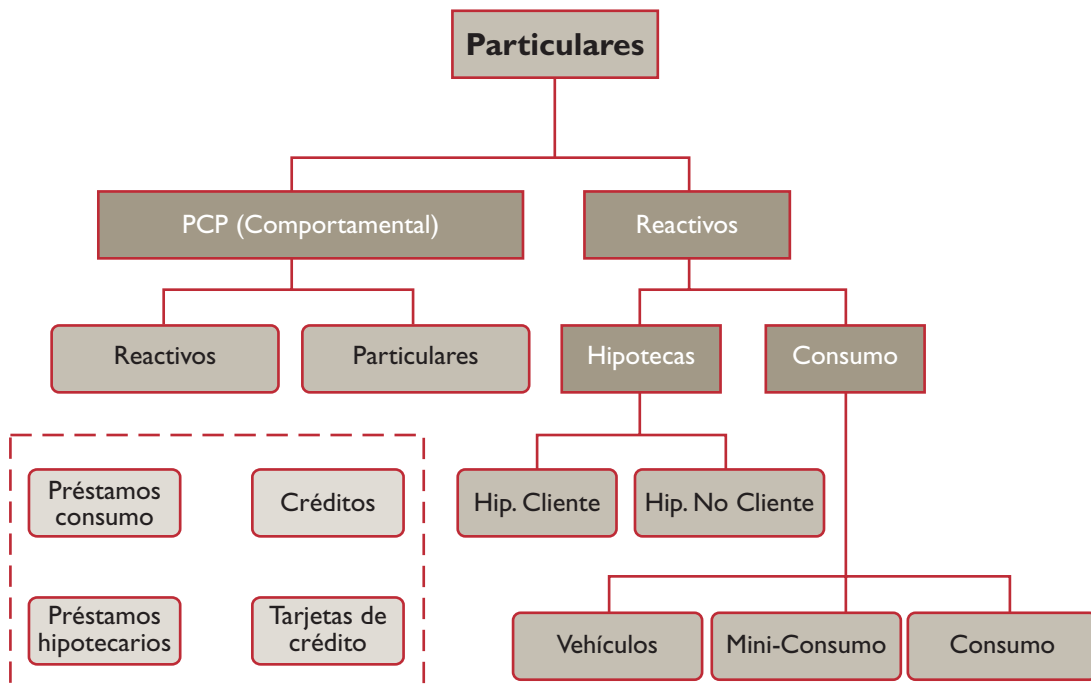 Particulares
PCP (Comportamental)
Reactivos
Reactivos
Particulares
Hipotecas
Consumo
Préstamos
consumo
Créditos
Hip. Cliente
Hip. No Cliente
Préstamos
hipotecarios
Tarjetas de
crédito
Vehículos
Mini-Consumo
Consumo